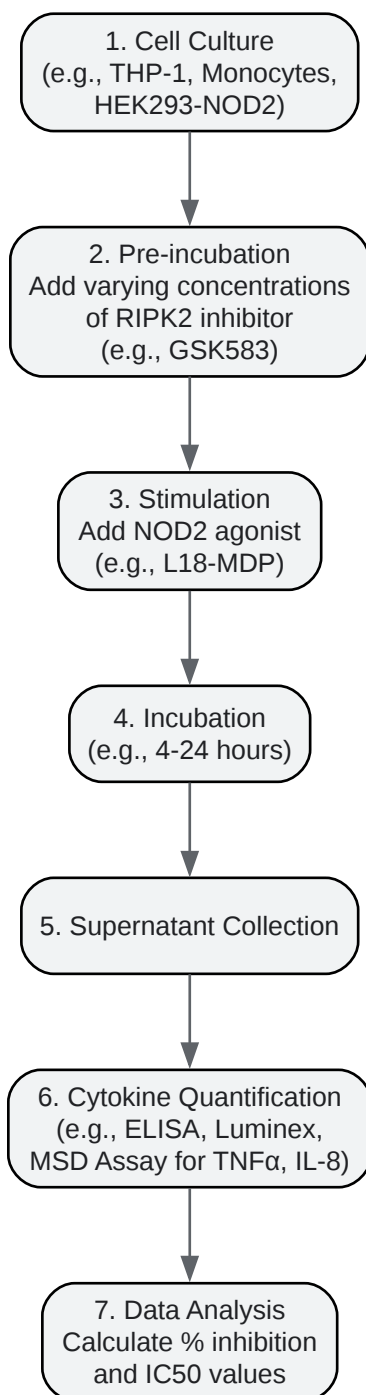 1. Cell Culture
(e.g., THP-1, Monocytes,
HEK293-NOD2)
2. Pre-incubation
Add varying concentrations
of RIPK2 inhibitor
(e.g., GSK583)
3. Stimulation
Add NOD2 agonist
(e.g., L18-MDP)
4. Incubation
(e.g., 4-24 hours)
5. Supernatant Collection
6. Cytokine Quantification
(e.g., ELISA, Luminex,
MSD Assay for TNFα, IL-8)
7. Data Analysis
Calculate % inhibition
and IC50 values